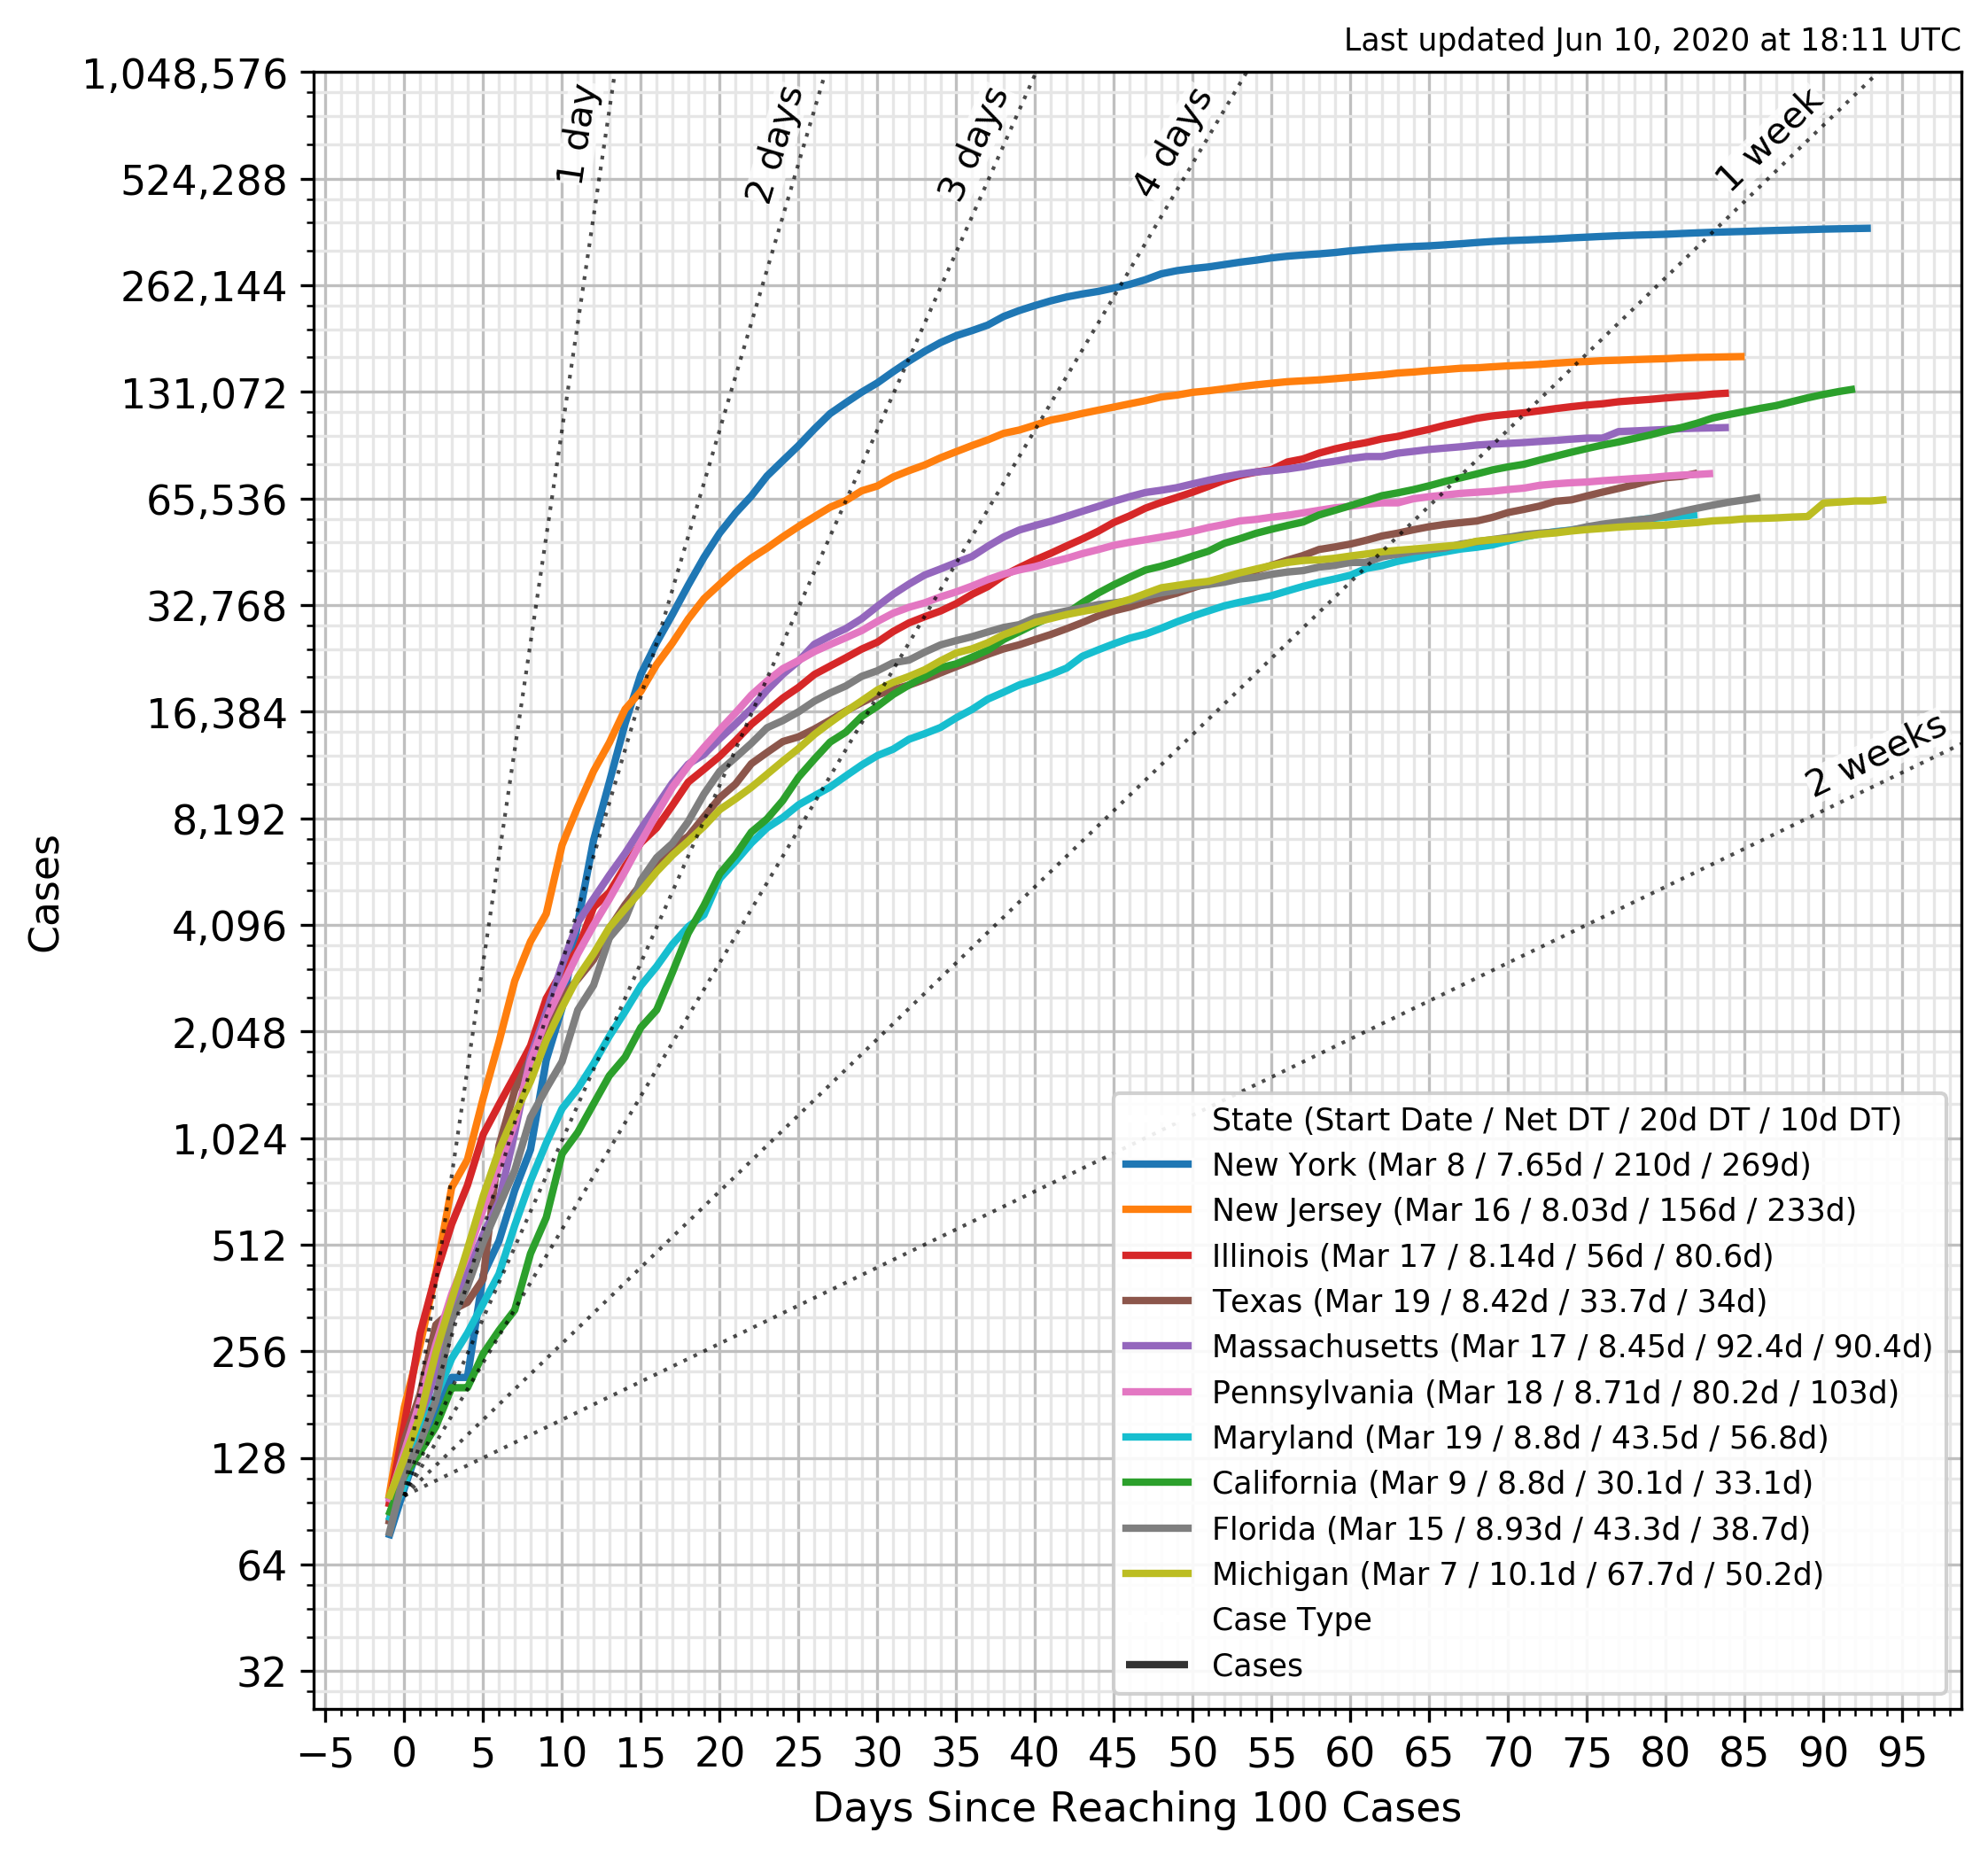 Last updated Jun 10, 2020 at 18:11 UTC
1,048,576
524,288
262,144
131,072
65,536
32,768
16,384
8,192
4,096
2,048
1,024
512
256
128
64
32
Cases
1 day
2 days
3 days
4 days
1 week
2 weeks
State (Start Date / Net DT / 20d DT / 10d DT)
New York (Mar 8 / 7.65d / 210d / 269d)
New Jersey (Mar 16 / 8.03d / 156d / 233d)
Illinois (Mar 17 / 8.14d / 56d / 80.6d)
Texas (Mar 19 / 8.42d / 33.7d / 34d)
Massachusetts (Mar 17 / 8.45d / 92.4d / 90.4d)
Pennsylvania (Mar 18 / 8.71d / 80.2d / 103d)
Maryland (Mar 19 / 8.8d / 43.5d / 56.8d)
California (Mar 9 / 8.8d / 30.1d / 33.1d)
Florida (Mar 15 / 8.93d / 43.3d / 38.7d)
Michigan (Mar 7 / 10.1d / 67.7d / 50.2d)
Case Type
Cases
−5 0 5 10 15 20 25 30 35 40 45 50 55 60 65 70 75 80 85 90 95
Days Since Reaching 100 Cases